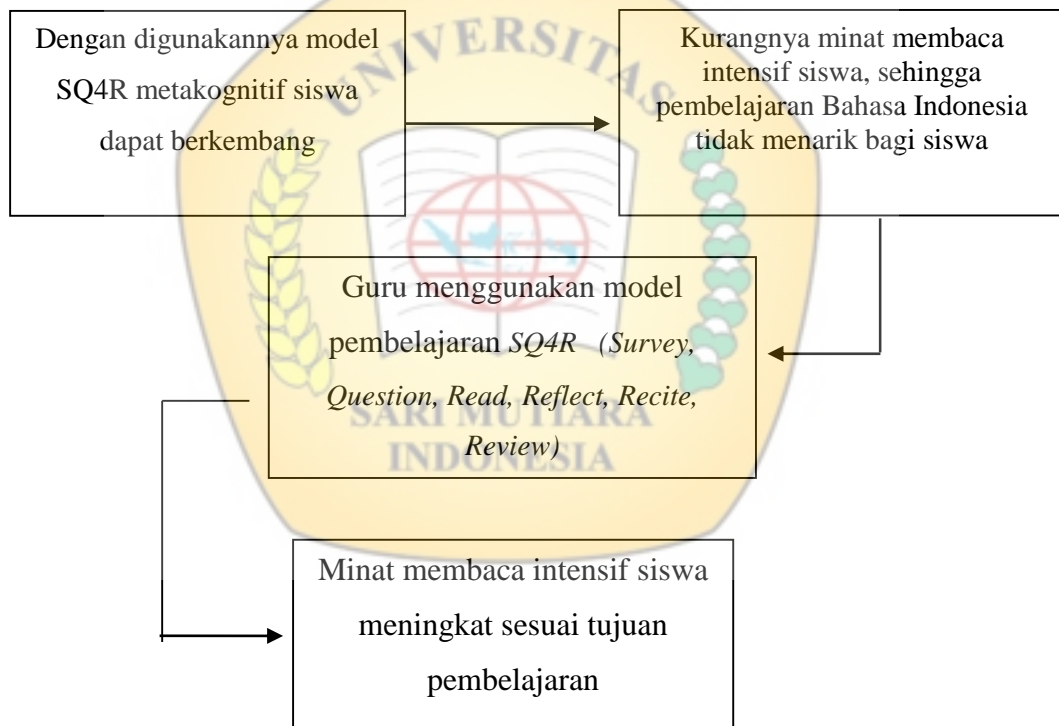 Dengan digunakannya model
SQ4R metakognitif siswa
dapat berkembang
Kurangnya minat membaca
intensif siswa, sehingga
pembelajaran Bahasa Indonesia
tidak menarik bagi siswa
Guru menggunakan model
pembelajaran SQ4R (Survey,
Question, Read, Reflect, Recite,
Review)
Minat membaca intensif siswa
meningkat sesuai tujuan
pembelajaran
UNIVERSITAS
SARI MUTIARA
INDONESIA